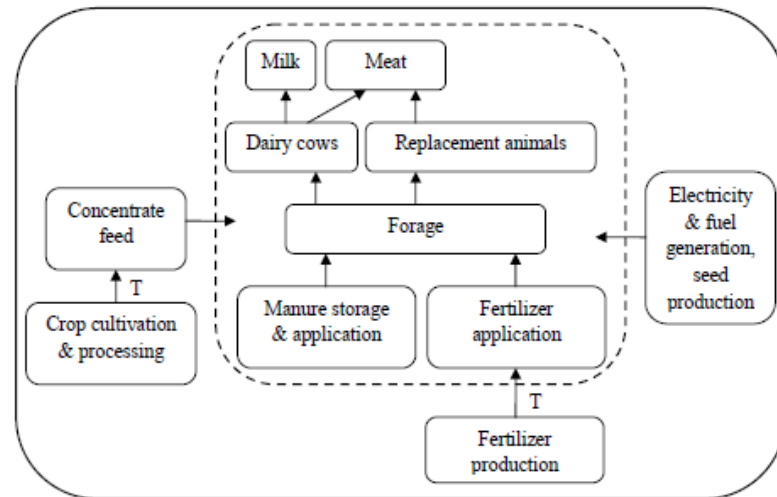 Milk
Meat
Dairy cows
Replacement animals
Concentrate
feed
Forage
Electricity
& fuel
generation,
seed
production
T
Crop cultivation
& processing
Manure storage
& application
Fertilizer
application
T
Fertilizer
production